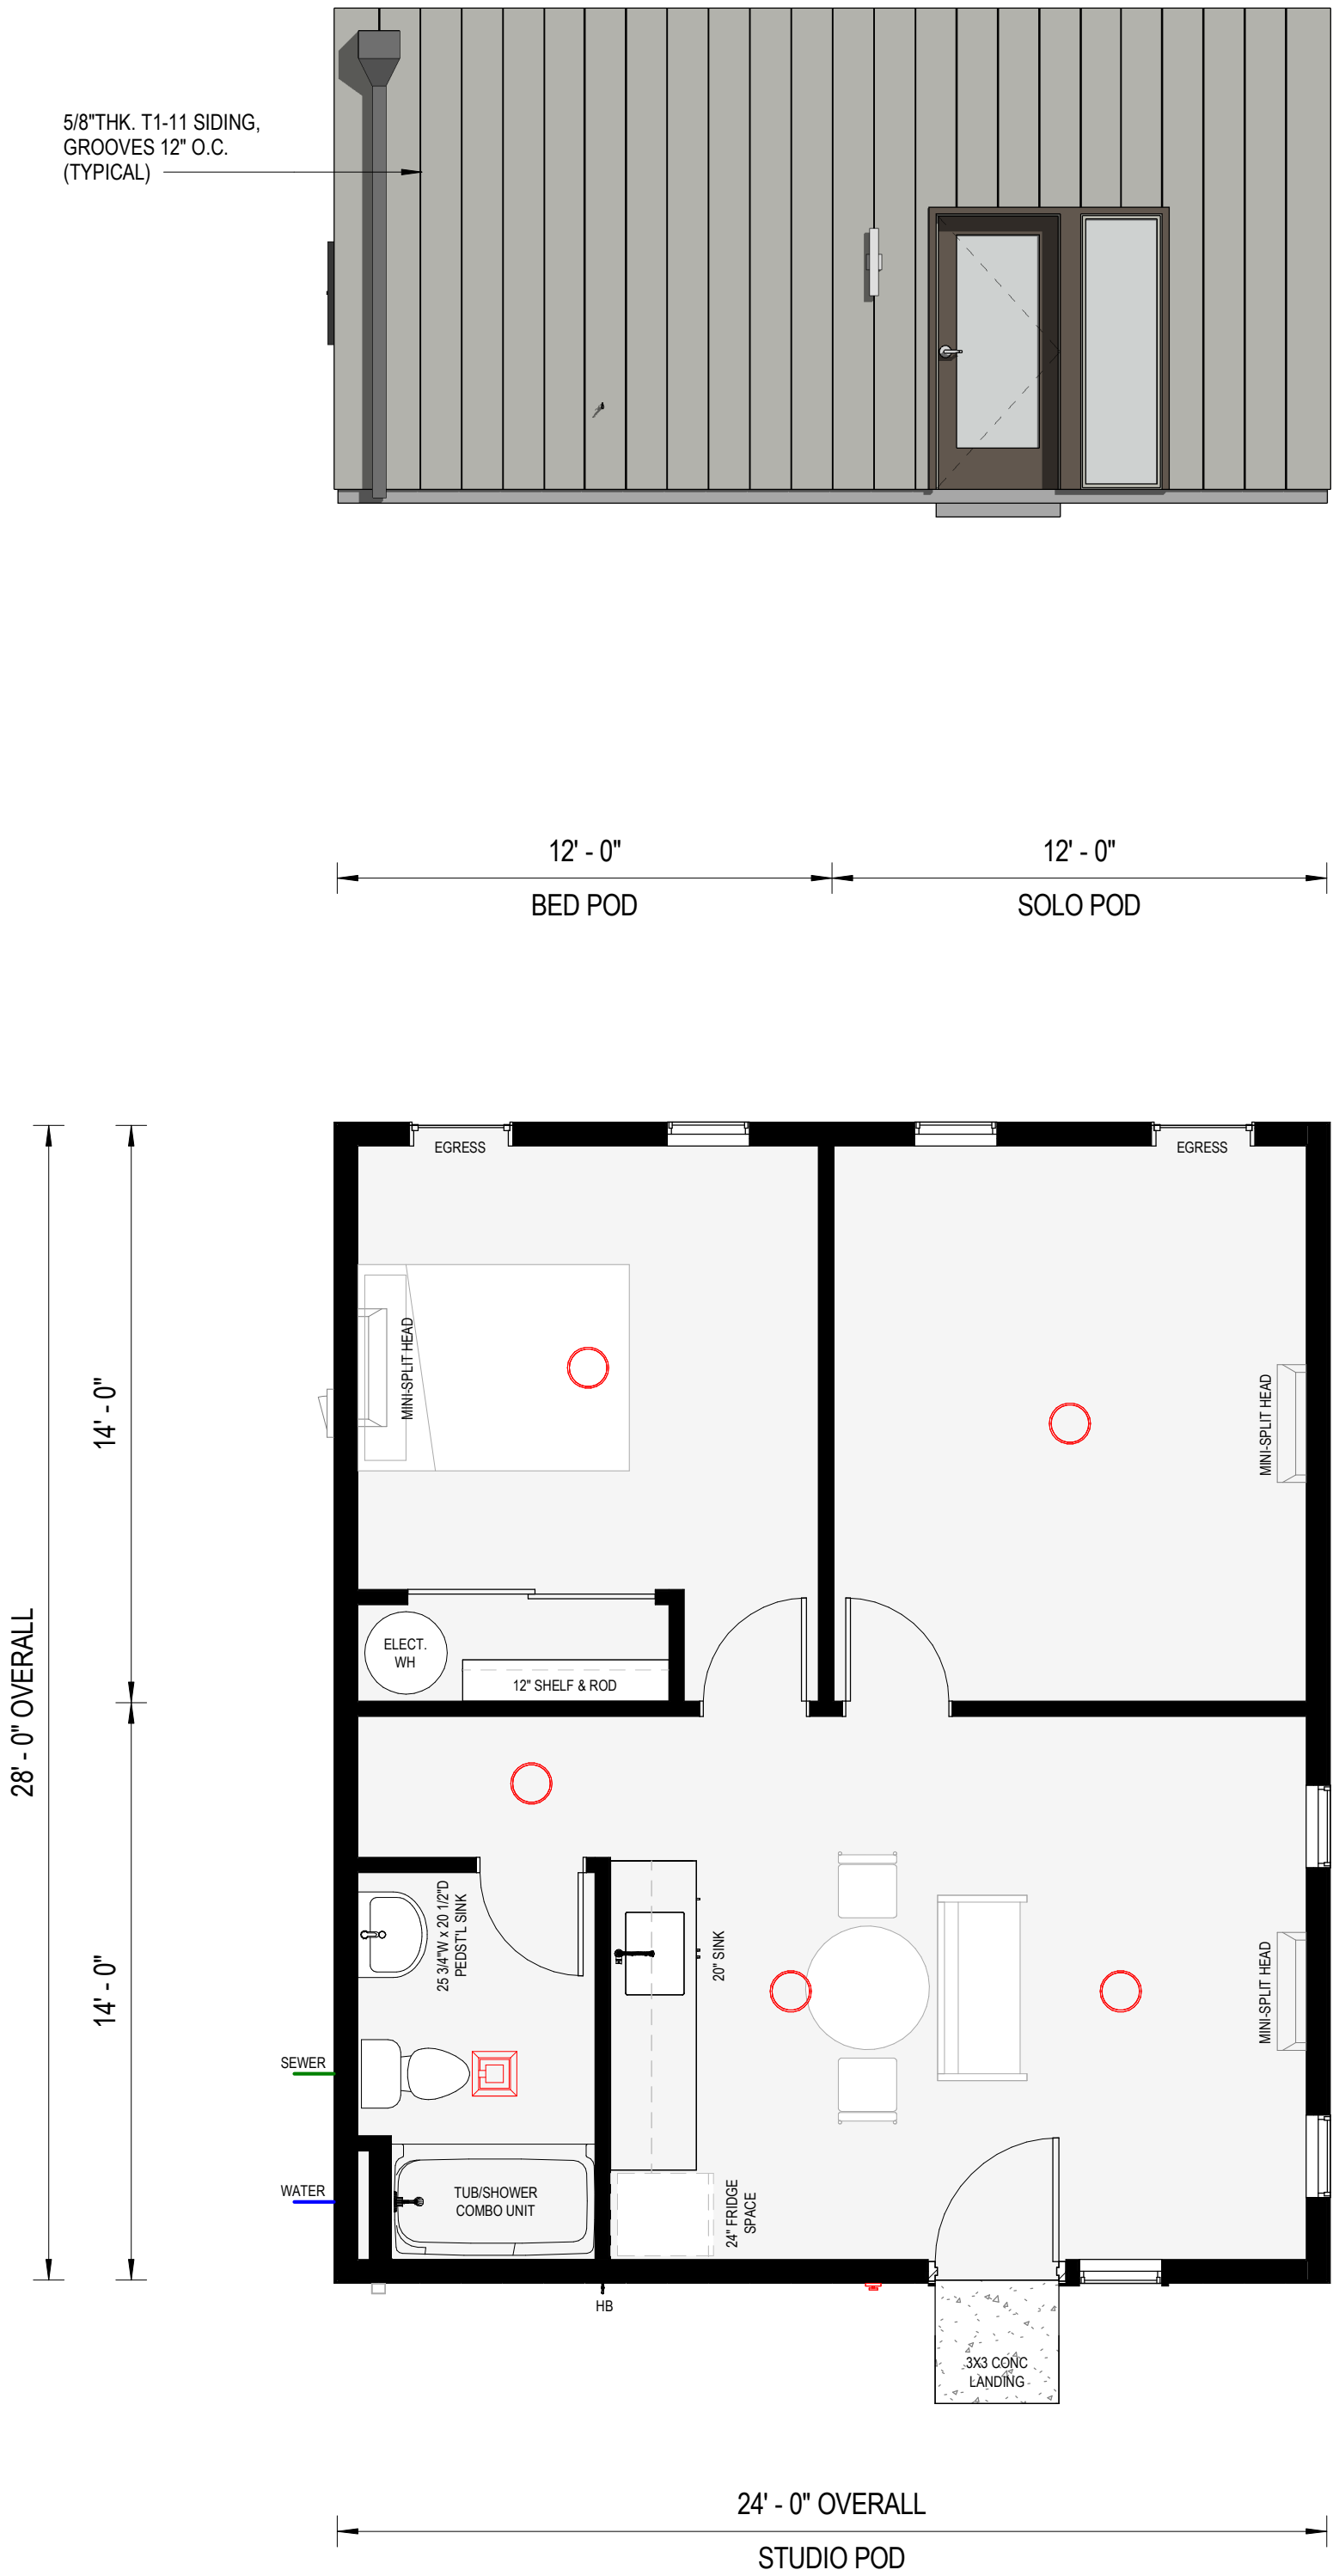 5/8"THK. T1-11 SIDING,
GROOVES 12" O.C.
(TYPICAL)
12' - 0"
12' - 0"
BED POD
SOLO POD
EGRESS
EGRESS
MINI-SPLIT HEAD
MINI-SPLIT HEAD
14' - 0"
28' - 0" OVERALL
ELECT.
WH
12" SHELF & ROD
25 3/4"W x 20 1/2"D
PEDST'L SINK
20" SINK
MINI-SPLIT HEAD
14' - 0"
SEWER
WATER
TUB/SHOWER
COMBO UNIT
24" FRIDGE
SPACE
HB
3X3 CONC
LANDING
24' - 0" OVERALL
STUDIO POD